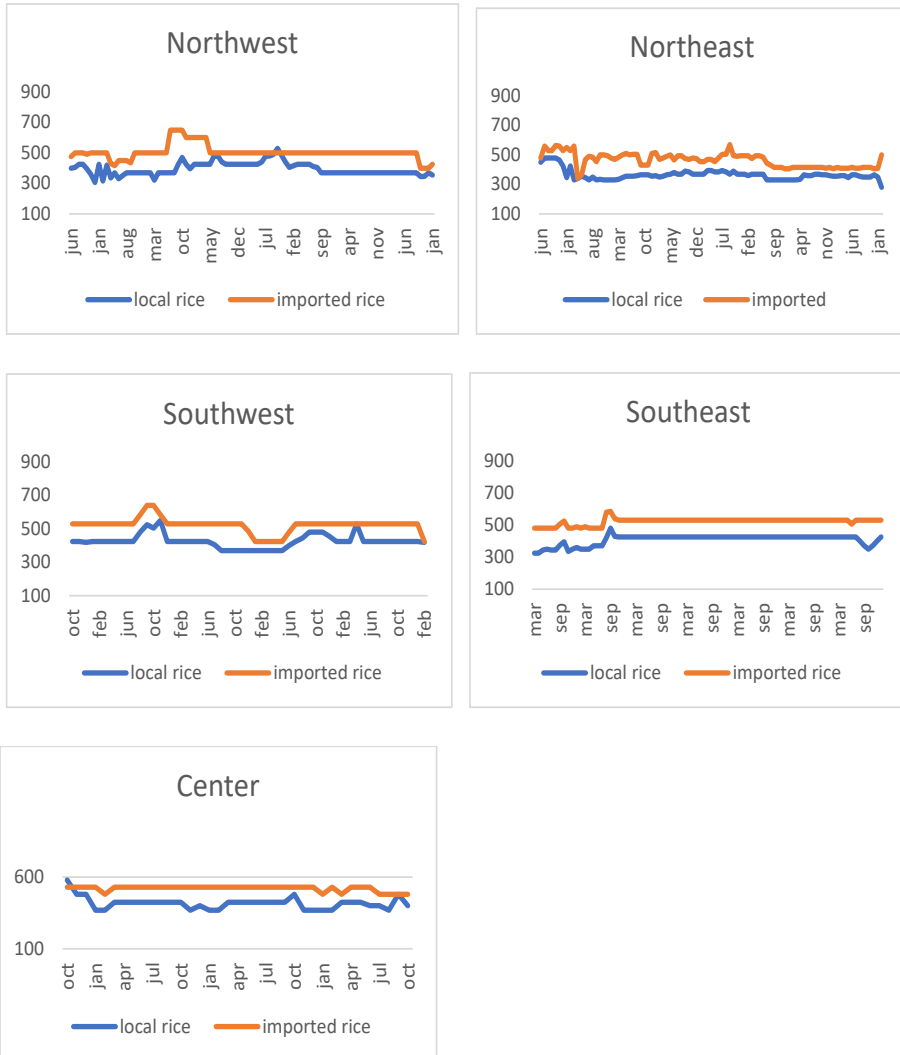 Northwest
900
700
500
300
100
jun
jan
aug
mar
oct
may
dec
jul
feb
sep
apr
nov
jun
jan
local rice imported rice
Northeast
900
700
500
300
100
jun
jan
aug
mar
oct
may
dec
jul
feb
sep
apr
nov
jun
jan
local rice imported
Southwest
900
700
500
300
100
oct
feb
jun
oct
feb
jun
oct
feb
jun
oct
feb
jun
oct
feb
local rice imported rice
Southeast
900
700
500
300
100
mar
sep
mar
sep
mar
sep
mar
sep
mar
sep
mar
sep
mar
local rice imported rice
Center
600
100
oct
jan
apr
jul
oct
jan
apr
jul
oct
jan
apr
jul
oct
local rice imported rice